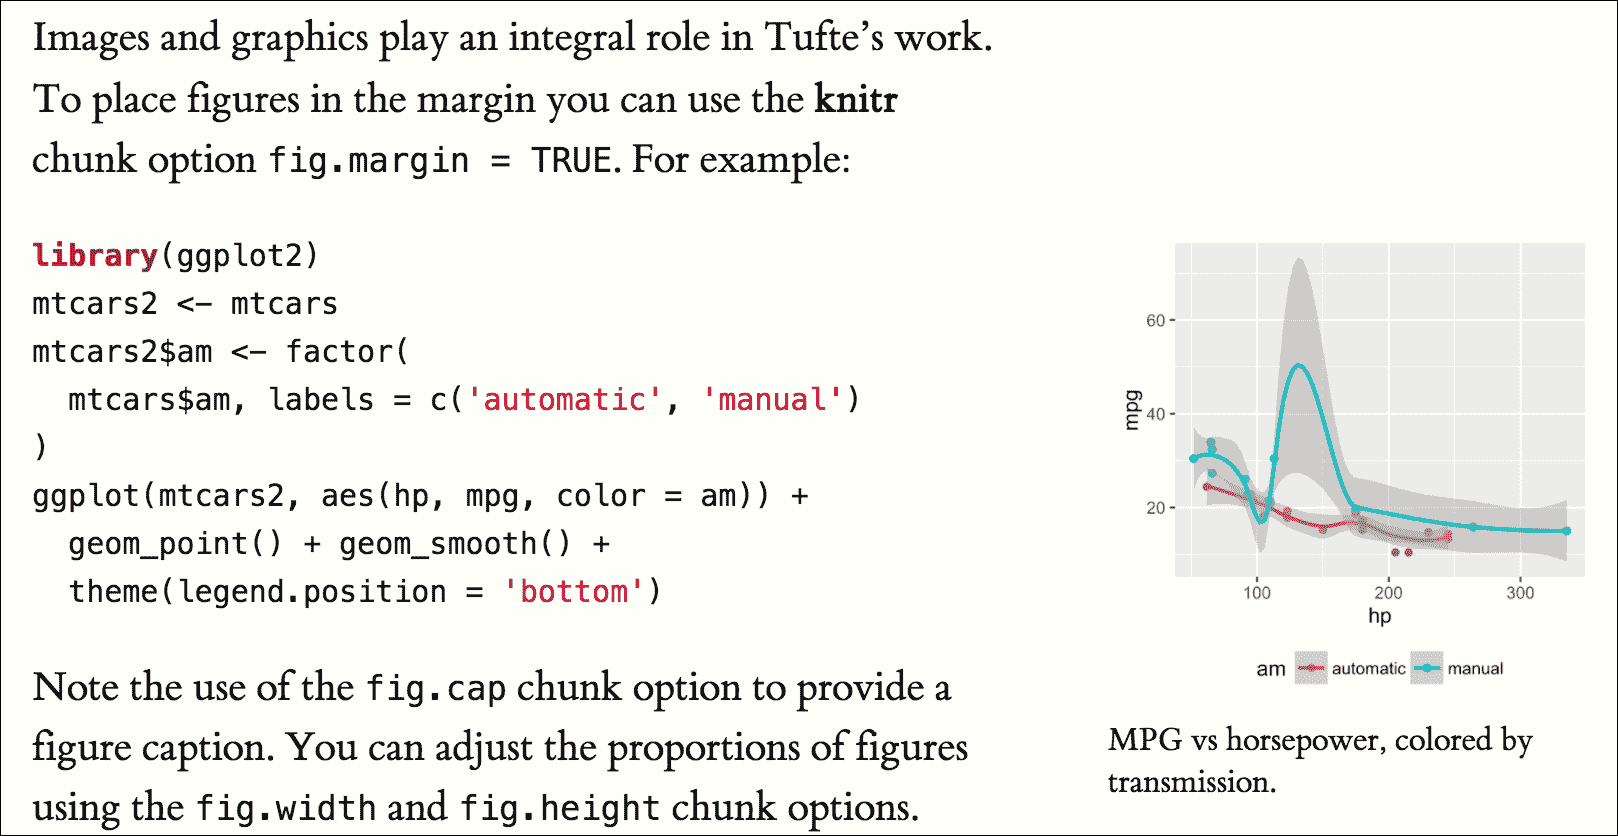 Images and graphics play an integral role in Tufte’s work.
To place figures in the margin you can use the knitr
chunk option fig.margin = TRUE. For example:
library(ggplot2)
mtcars2 <- mtcars
mtcars2$am <- factor(
  mtcars$am, labels = c('automatic', 'manual')
)
ggplot(mtcars2, aes(hp, mpg, color = am)) +
  geom_point() + geom_smooth() +
  theme(legend.position = 'bottom')
Note the use of the fig.cap chunk option to provide a
figure caption. You can adjust the proportions of figures
using the fig.width and fig.height chunk options.
60
40
20
mpg
100 200 300
hp
am automatic manual
MPG vs horsepower, colored by
transmission.